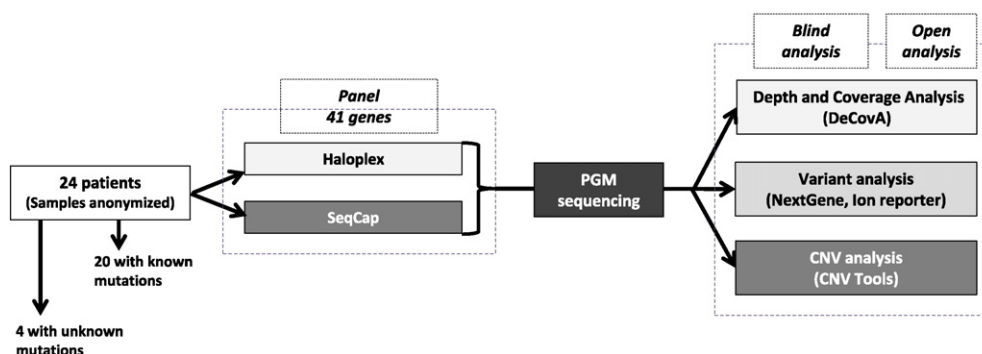 Blind
analysis
Open
analysis
Panel
41 genes
Depth and Coverage Analysis
(DeCovA)
Haloplex
24 patients
(Samples anonymized)
PGM
sequencing
Variant analysis
(NextGene, Ion reporter)
SeqCap
20 with known
mutations
CNV analysis
(CNV Tools)
4 with unknown
mutations